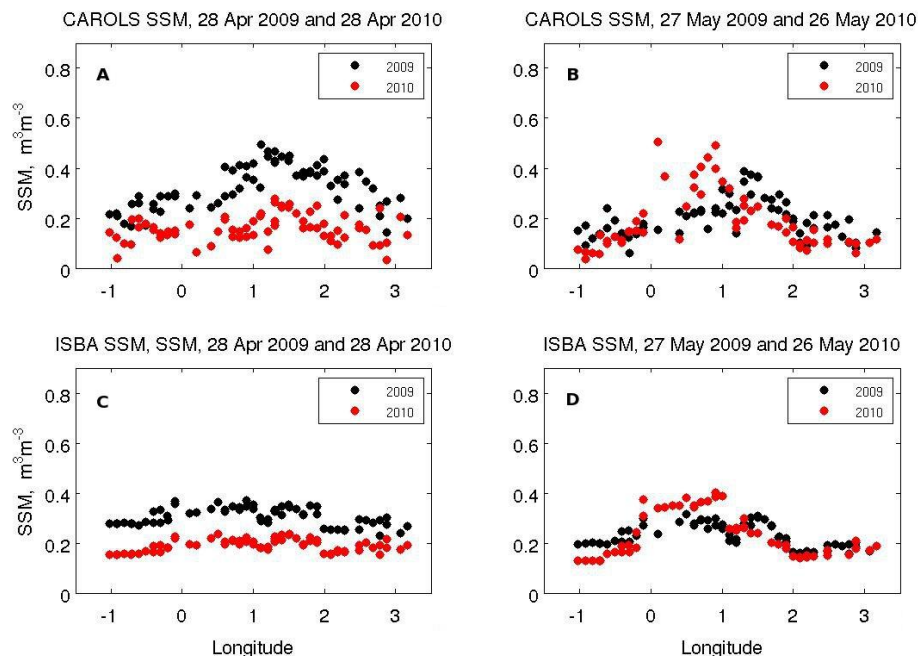 CAROLS SSM, 28 Apr 2009 and 28 Apr 2010
A
2009
2010
0.8
0.6
0.4
0.2
0
SSM, m³m⁻³
-1 0 1 2 3
CAROLS SSM, 27 May 2009 and 26 May 2010
B
2009
2010
0.8
0.6
0.4
0.2
0
-1 0 1 2 3
ISBA SSM, SSM, 28 Apr 2009 and 28 Apr 2010
C
2009
2010
0.8
0.6
0.4
0.2
0
SSM, m³m⁻³
-1 0 1 2 3
Longitude
ISBA SSM, 27 May 2009 and 26 May 2010
D
2009
2010
0.8
0.6
0.4
0.2
0
-1 0 1 2 3
Longitude